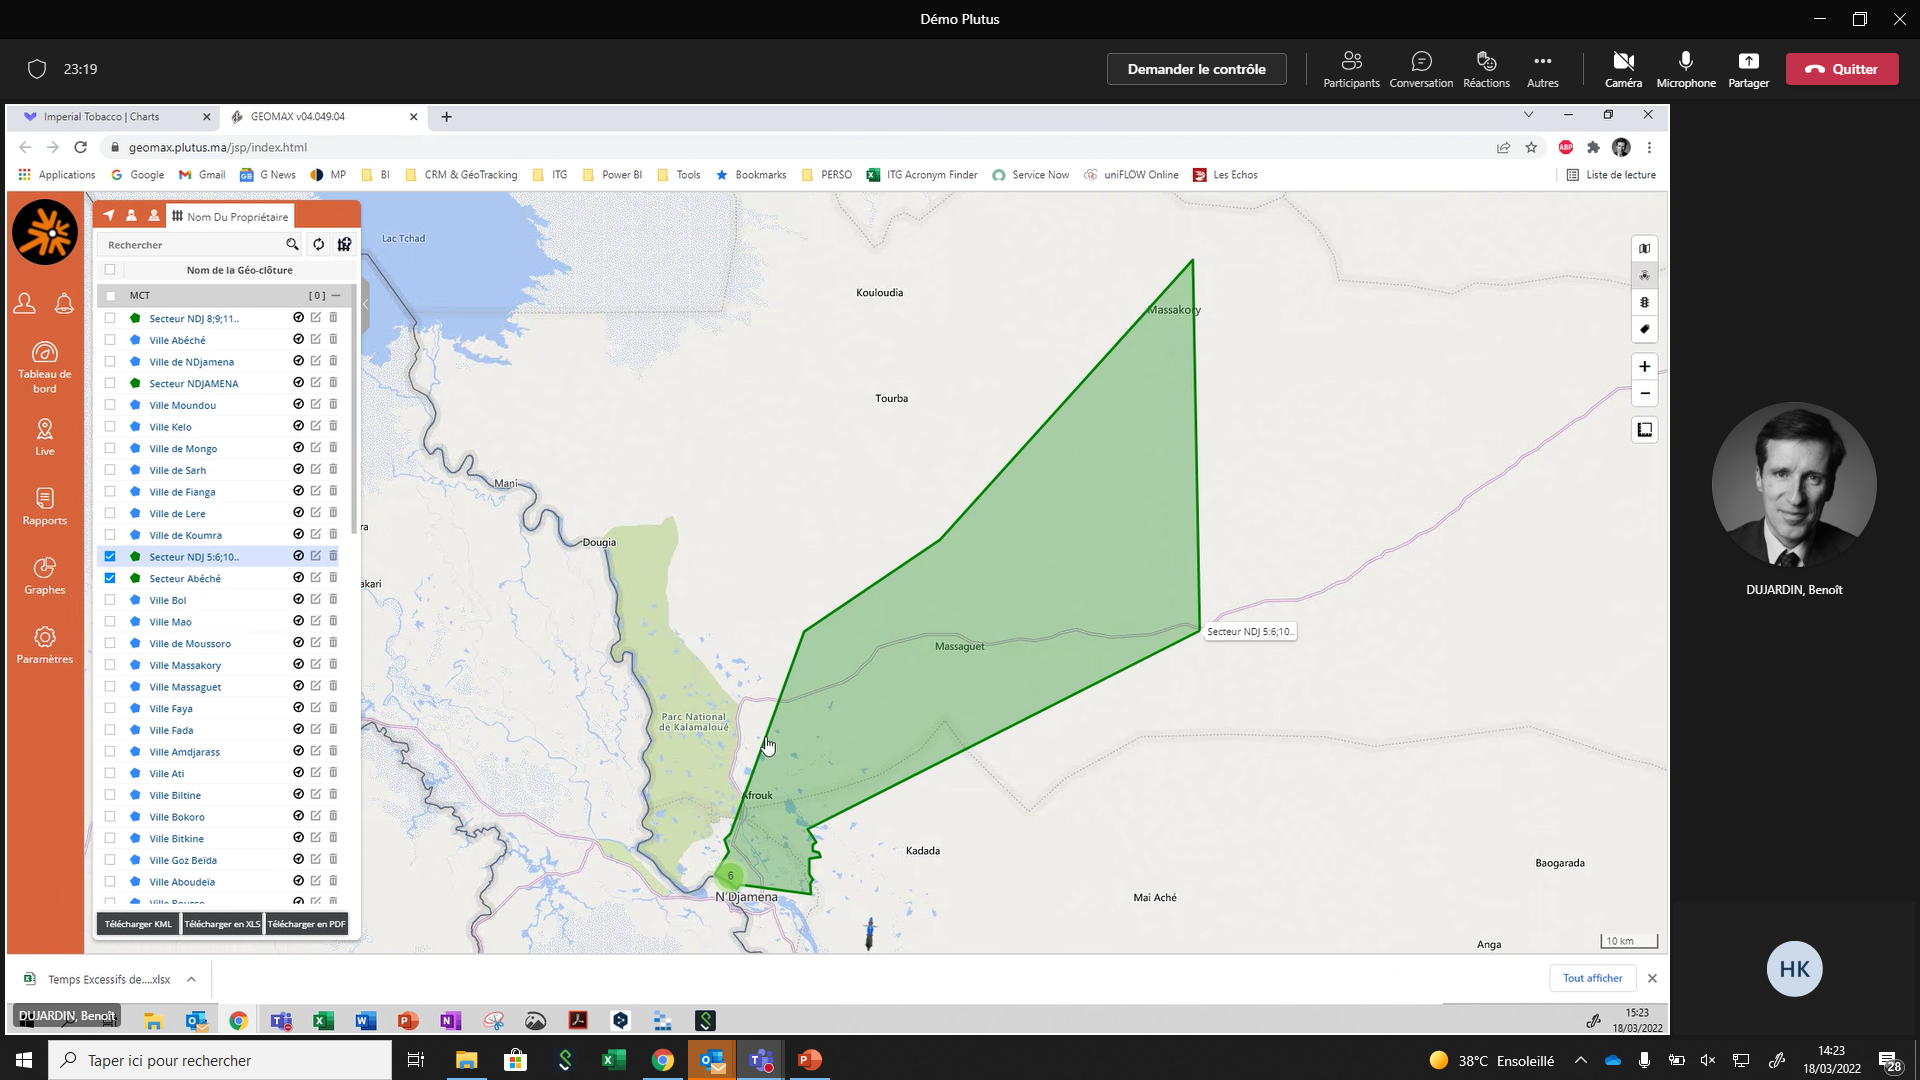 Démo Plutus
23:19
Demander le contrôle
Participants
Conversation
Réactions
Autres
Caméra
Microphone
Partager
Quitter
Imperial Tobacco | Charts
GEOMAX v04.049.04
geomax.plutus.ma/jsp/index.html
ABP
Applications
Google
Gmail
G News
MP
BI
CRM & GéoTracking
ITG
Power BI
Tools
Bookmarks
PERSO
ITG Acronym Finder
Service Now
uniFLOW Online
Les Echos
Liste de lecture
Tableau de bord
Live
Rapports
Graphes
Paramètres
Nom Du Propriétaire
Rechercher
Nom de la Géo-clôture
MCT [ 0 ]
Secteur NDJ 8;9;11..
Ville Abéché
Ville de NDjamena
Secteur NDJAMENA
Ville Moundou
Ville Kelo
Ville de Mongo
Ville de Sarh
Ville de Fianga
Ville de Lere
Ville de Koumra
Secteur NDJ 5:6;10..
Secteur Abéché
Ville Bol
Ville Mao
Ville de Moussoro
Ville Massakory
Ville Massaguet
Ville Faya
Ville Fada
Ville Amdjarass
Ville Ati
Ville Biltine
Ville Bokoro
Ville Bitkine
Ville Goz Beïda
Ville Aboudeïa
Télécharger KML
Télécharger en XLS
Télécharger en PDF
Lac Tchad
Kouloudia
Massakory
Tourba
Mani
ra
Dougia
akari
Secteur NDJ 5:6;10..
Massaguet
Parc National
de Kalamaloué
Afrouk
Kadada
Baogarada
6
N'Djaména
Mai Aché
Anga
10 km
DUJARDIN, Benoît
HK
Temps Excessifs de....xlsx
Tout afficher
DUJARDIN, Benoît
15:23
18/03/2022
Taper ici pour rechercher
38°C Ensoleillé
14:23
18/03/2022
28